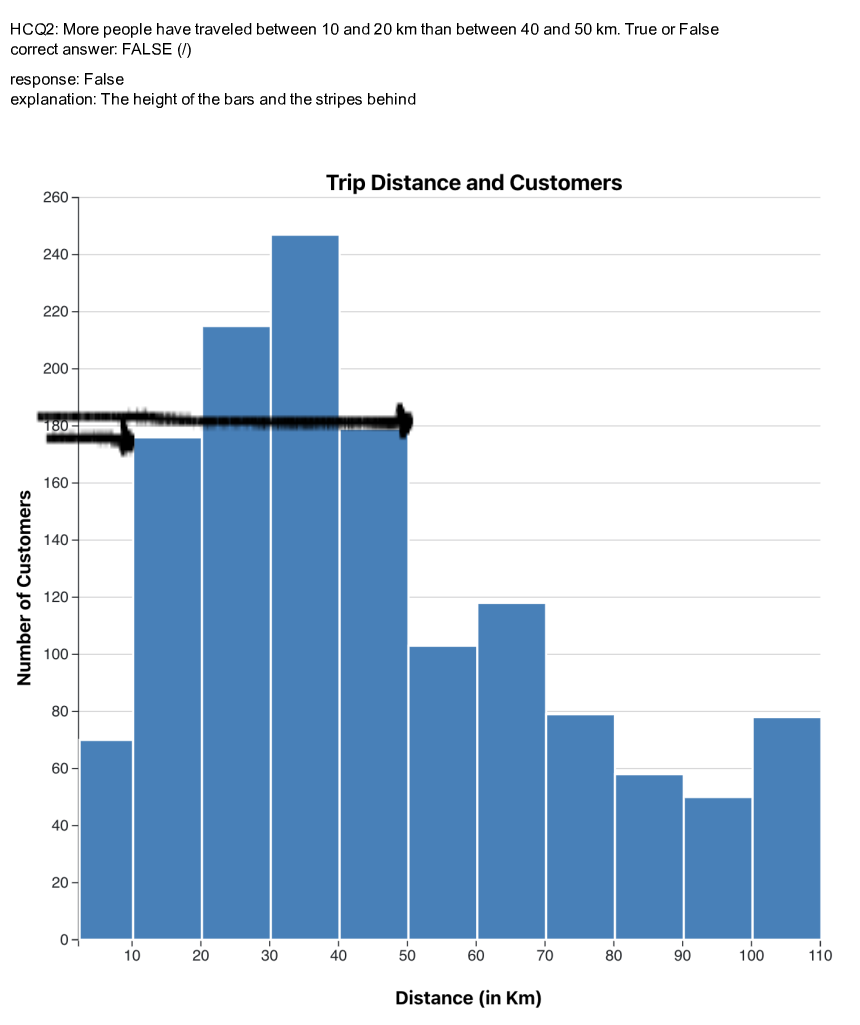 HCQ2: More people have traveled between 10 and 20 km than between 40 and 50 km. True or False
correct answer: FALSE (/)
response: False
explanation: The height of the bars and the stripes behind
Trip Distance and Customers
260
240
220
200
180
160
140
120
100
80
60
40
20
0
Number of Customers
10 20 30 40 50 60 70 80 90 100 110
Distance (in Km)